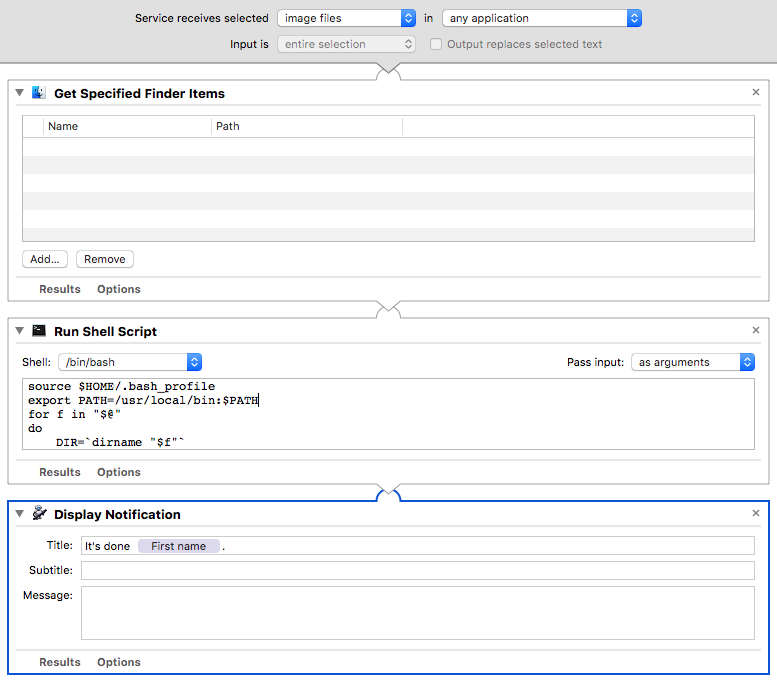 Service receives selected image files in any application
Input is entire selection Output replaces selected text
Get Specified Finder Items
Name Path
Add... Remove
Results Options
Run Shell Script
Shell: /bin/bash Pass input: as arguments
source $HOME/.bash_profile
export PATH=/usr/local/bin:$PATH
for f in "$@"
do
    DIR=`dirname "$f"`
Results Options
Display Notification
Title: It's done First name .
Subtitle:
Message:
Results Options